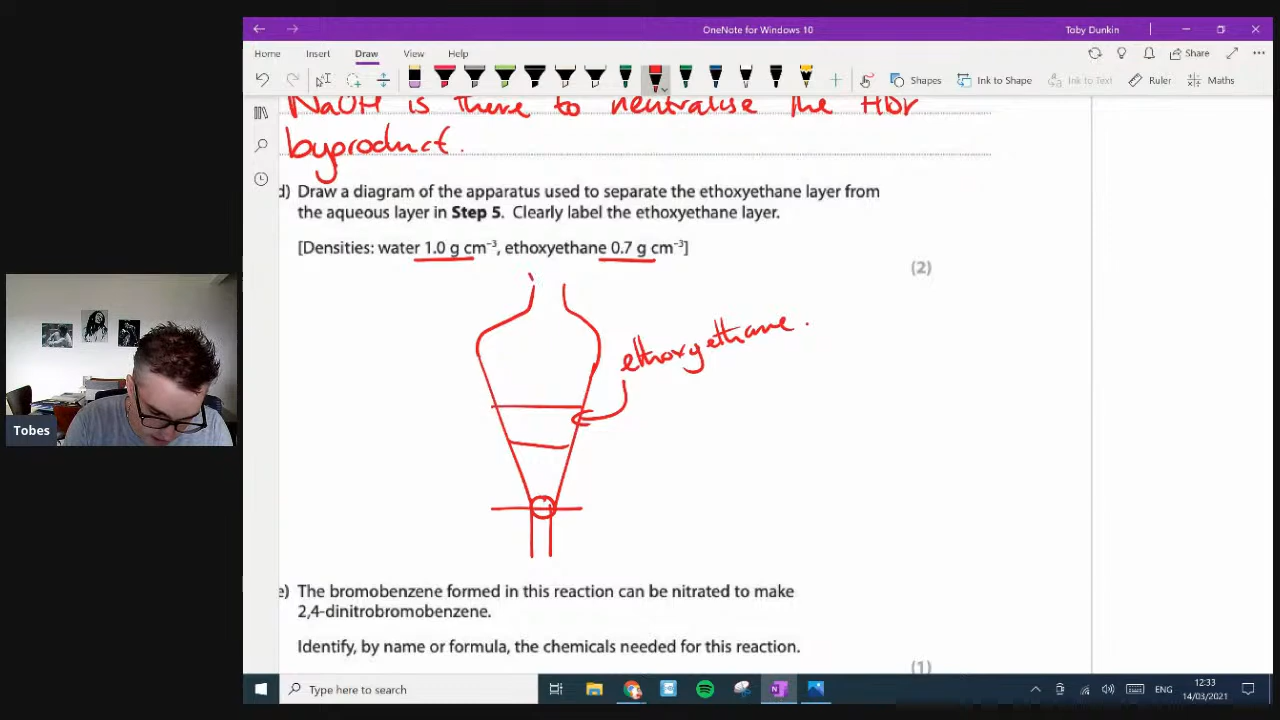 OneNote for Windows 10
Toby Dunkin
Home Insert Draw View Help
Share
Shapes Ink to Shape Ink to Text Ruler Maths
NaOH is there to neutralise the HBr
byproduct.
d) Draw a diagram of the apparatus used to separate the ethoxyethane layer from
the aqueous layer in Step 5. Clearly label the ethoxyethane layer.
[Densities: water 1.0 g cm⁻³, ethoxyethane 0.7 g cm⁻³]
(2)
ethoxyethane.
Tobes
e) The bromobenzene formed in this reaction can be nitrated to make
2,4-dinitrobromobenzene.
Identify, by name or formula, the chemicals needed for this reaction.
(1)
Type here to search
ENG
12:33
14/03/2021